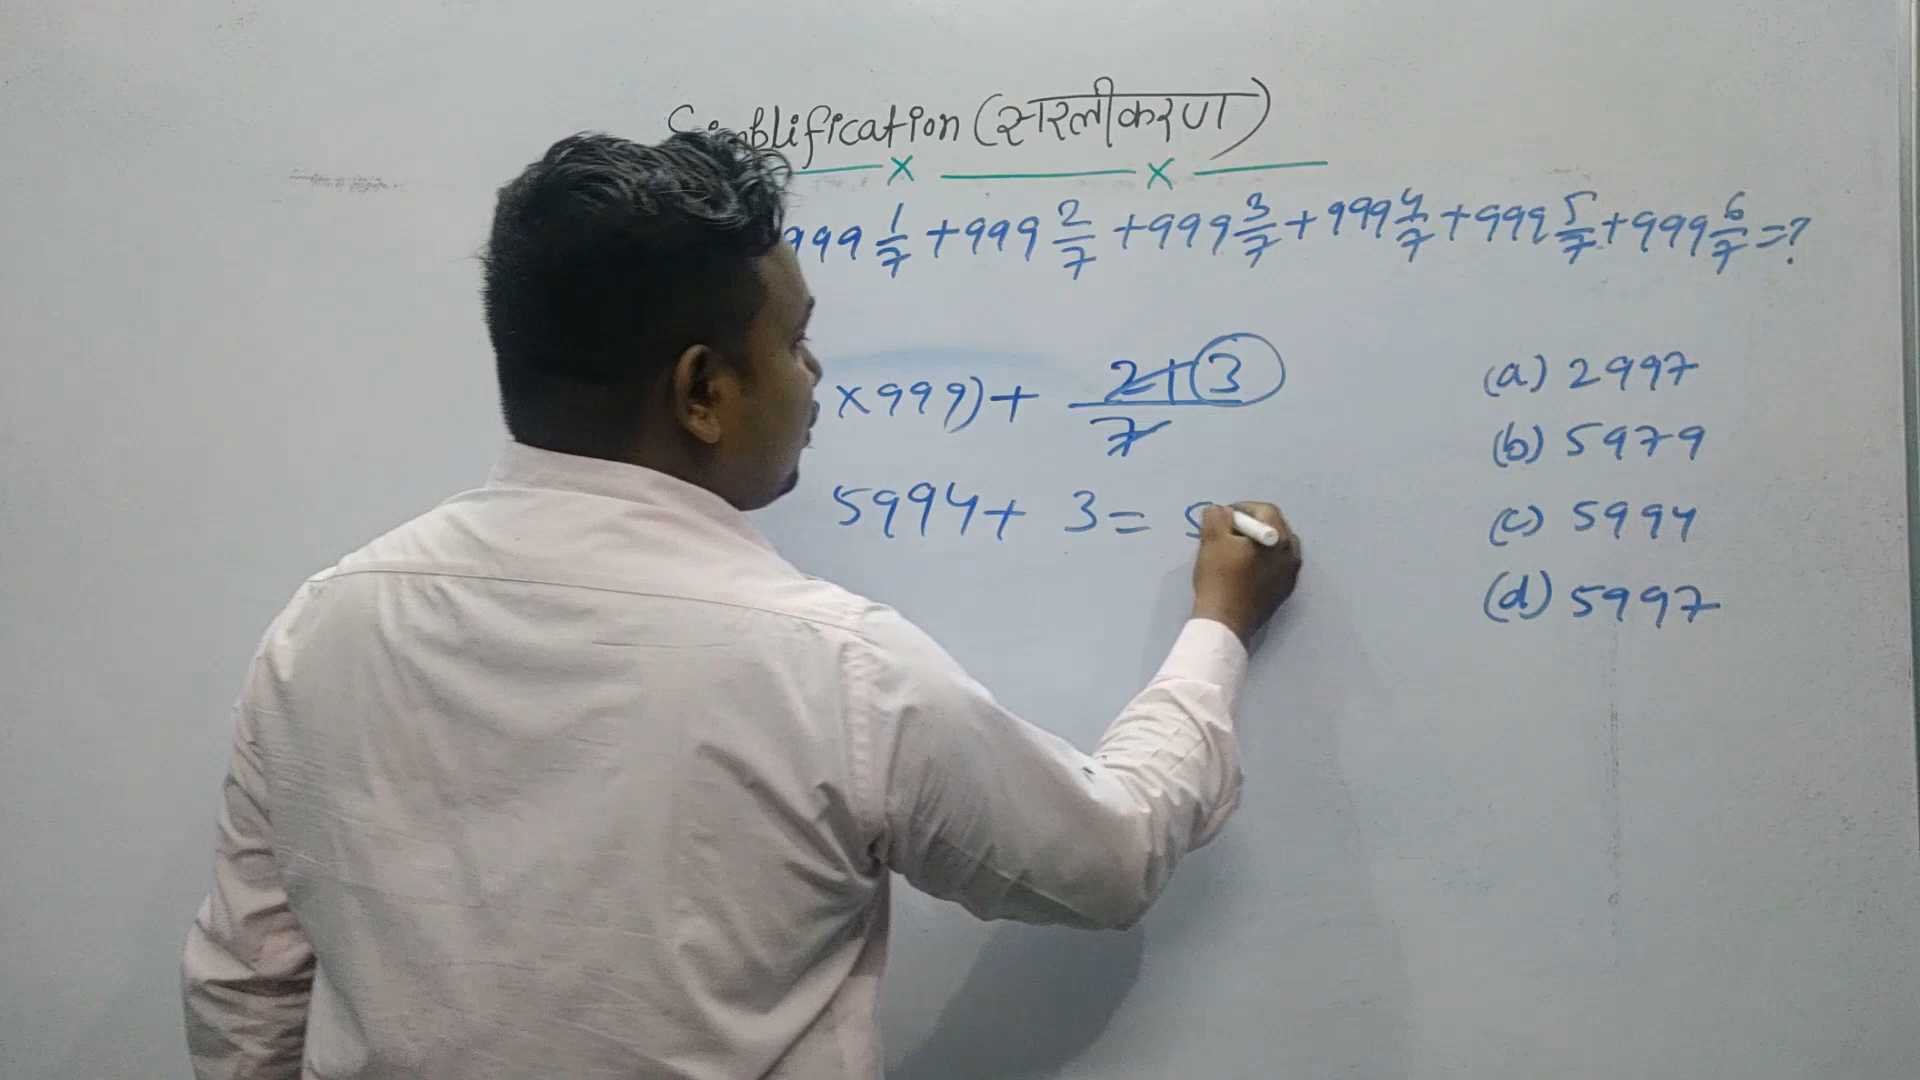 Simplification (सरलीकरण)
999 1/7 + 999 2/7 + 999 3/7 + 999 4/7 + 999 5/7 + 999 6/7 = ?
×999) + 21 3/7
5994 + 3 = 5
(a) 2997
(b) 5979
(c) 5994
(d) 5997